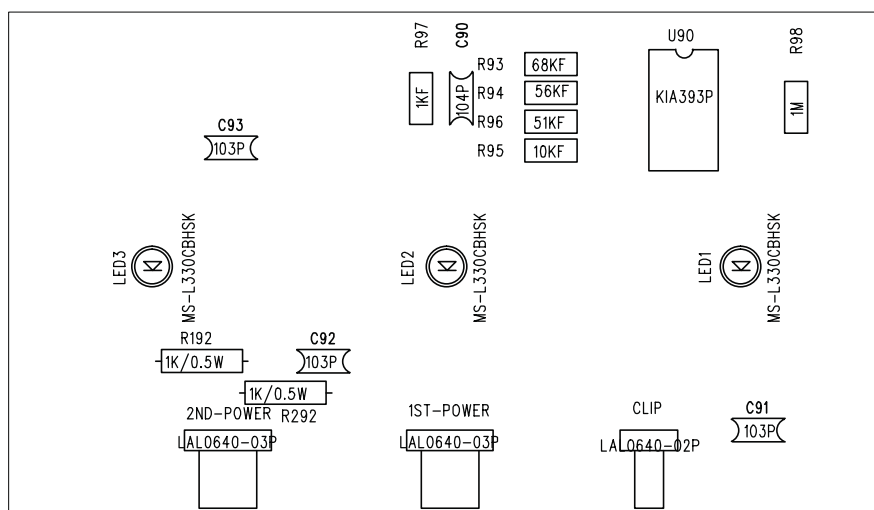 R97
C90
U90
R98
R93
68KF
R94
56KF
R96
51KF
R95
10KF
1KF
104P
KIA393P
1M
C93
103P
LED3
MS-L330CBHSK
LED2
MS-L330CBHSK
LED1
MS-L330CBHSK
R192
1K/0.5W
C92
103P
1K/0.5W
R292
2ND-POWER
LAL0640-03P
1ST-POWER
LAL0640-03P
CLIP
LAL0640-02P
C91
103P